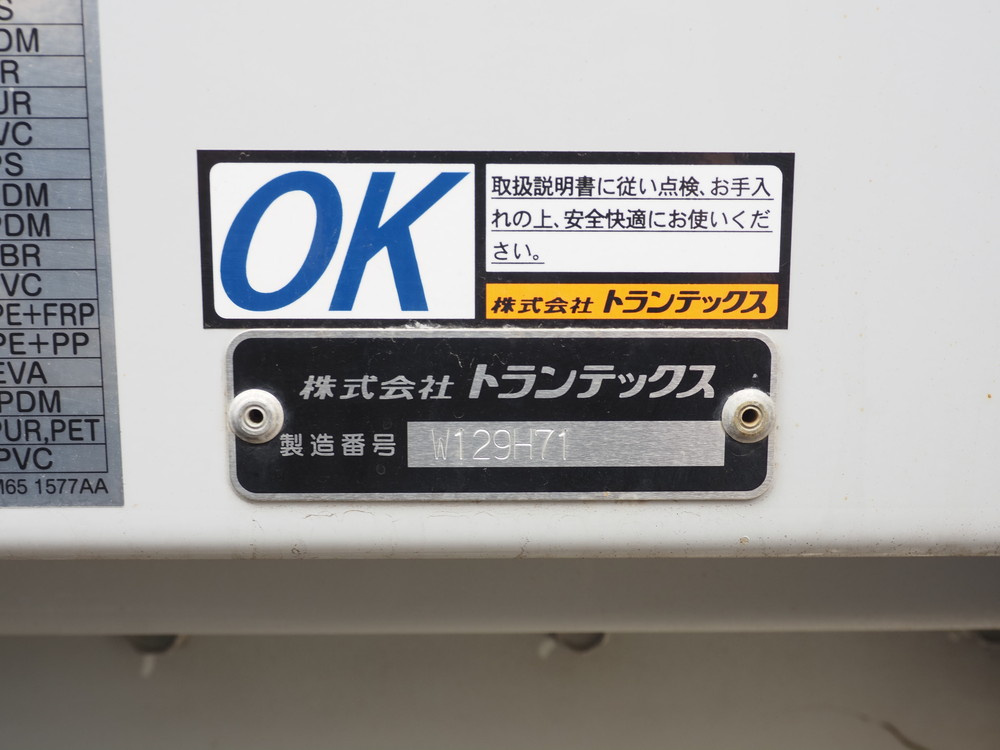 S
DM
R
UR
VC
PS
PDM
PDM
BR
VC
PE+FRP
PE+PP
EVA
PDM
PUR,PET
PVC
M65 1577AA
OK
取扱説明書に従い点検、お手入
れの上、安全快適にお使いくだ
さい。
株式会社 トランテックス
株式会社 トランテックス
製造番号 W129H71